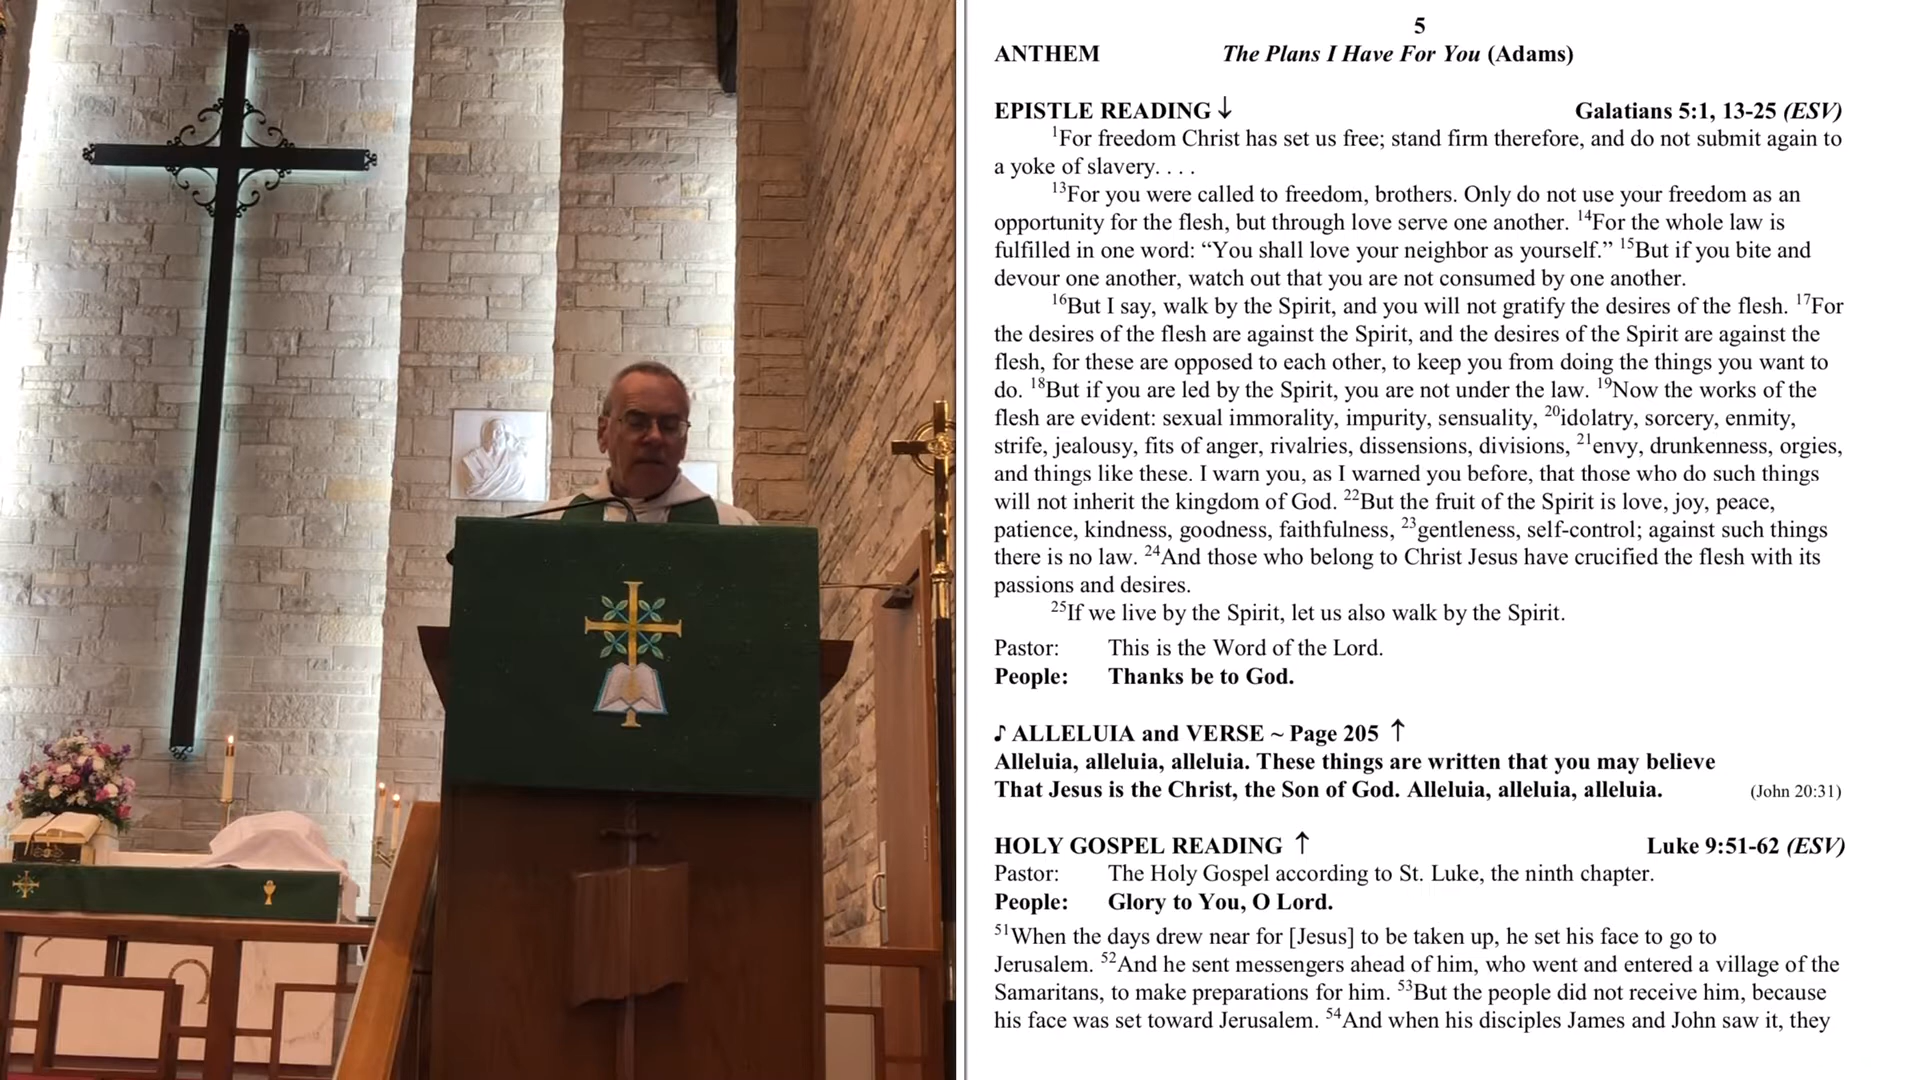 5
ANTHEM The Plans I Have For You (Adams)
EPISTLE READING ↓ Galatians 5:1, 13-25 (ESV)
1For freedom Christ has set us free; stand firm therefore, and do not submit again to
a yoke of slavery. . . .
13For you were called to freedom, brothers. Only do not use your freedom as an
opportunity for the flesh, but through love serve one another. 14For the whole law is
fulfilled in one word: “You shall love your neighbor as yourself.” 15But if you bite and
devour one another, watch out that you are not consumed by one another.
16But I say, walk by the Spirit, and you will not gratify the desires of the flesh. 17For
the desires of the flesh are against the Spirit, and the desires of the Spirit are against the
flesh, for these are opposed to each other, to keep you from doing the things you want to
do. 18But if you are led by the Spirit, you are not under the law. 19Now the works of the
flesh are evident: sexual immorality, impurity, sensuality, 20idolatry, sorcery, enmity,
strife, jealousy, fits of anger, rivalries, dissensions, divisions, 21envy, drunkenness, orgies,
and things like these. I warn you, as I warned you before, that those who do such things
will not inherit the kingdom of God. 22But the fruit of the Spirit is love, joy, peace,
patience, kindness, goodness, faithfulness, 23gentleness, self-control; against such things
there is no law. 24And those who belong to Christ Jesus have crucified the flesh with its
passions and desires.
25If we live by the Spirit, let us also walk by the Spirit.
Pastor: This is the Word of the Lord.
People: Thanks be to God.
♪ ALLELUIA and VERSE ~ Page 205 ↑
Alleluia, alleluia, alleluia. These things are written that you may believe
That Jesus is the Christ, the Son of God. Alleluia, alleluia, alleluia. (John 20:31)
HOLY GOSPEL READING ↑ Luke 9:51-62 (ESV)
Pastor: The Holy Gospel according to St. Luke, the ninth chapter.
People: Glory to You, O Lord.
51When the days drew near for [Jesus] to be taken up, he set his face to go to
Jerusalem. 52And he sent messengers ahead of him, who went and entered a village of the
Samaritans, to make preparations for him. 53But the people did not receive him, because
his face was set toward Jerusalem. 54And when his disciples James and John saw it, they